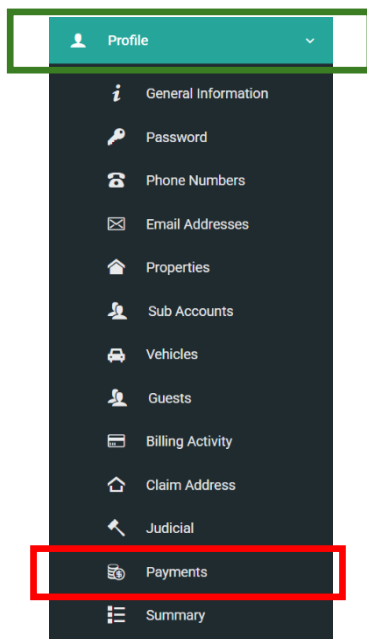 Profile
General Information
Password
Phone Numbers
Email Addresses
Properties
Sub Accounts
Vehicles
Guests
Billing Activity
Claim Address
Judicial
Payments
Summary